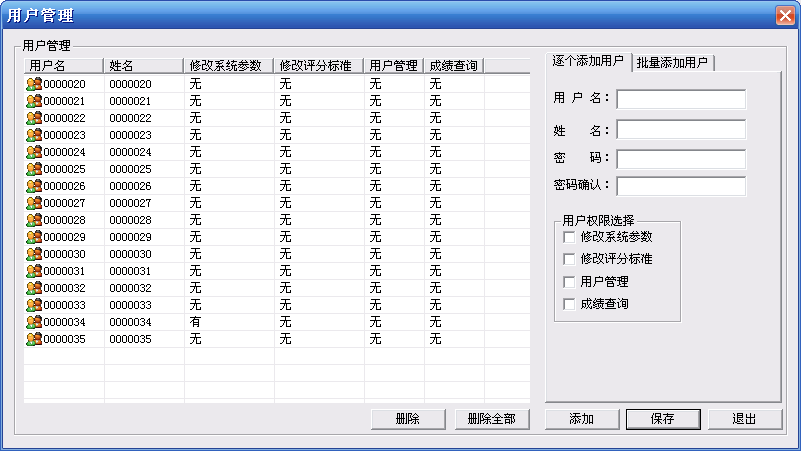 用户管理
用户管理
用户名 姓名 修改系统参数 修改评分标准 用户管理 成绩查询
0000020 0000020 无 无 无 无
0000021 0000021 无 无 无 无
0000022 0000022 无 无 无 无
0000023 0000023 无 无 无 无
0000024 0000024 无 无 无 无
0000025 0000025 无 无 无 无
0000026 0000026 无 无 无 无
0000027 0000027 无 无 无 无
0000028 0000028 无 无 无 无
0000029 0000029 无 无 无 无
0000030 0000030 无 无 无 无
0000031 0000031 无 无 无 无
0000032 0000032 无 无 无 无
0000033 0000033 无 无 无 无
0000034 0000034 有 无 无 无
0000035 0000035 无 无 无 无
删除 删除全部
逐个添加用户 批量添加用户
用 户 名：
姓 名：
密 码：
密码确认：
用户权限选择
修改系统参数
修改评分标准
用户管理
成绩查询
添加 保存 退出